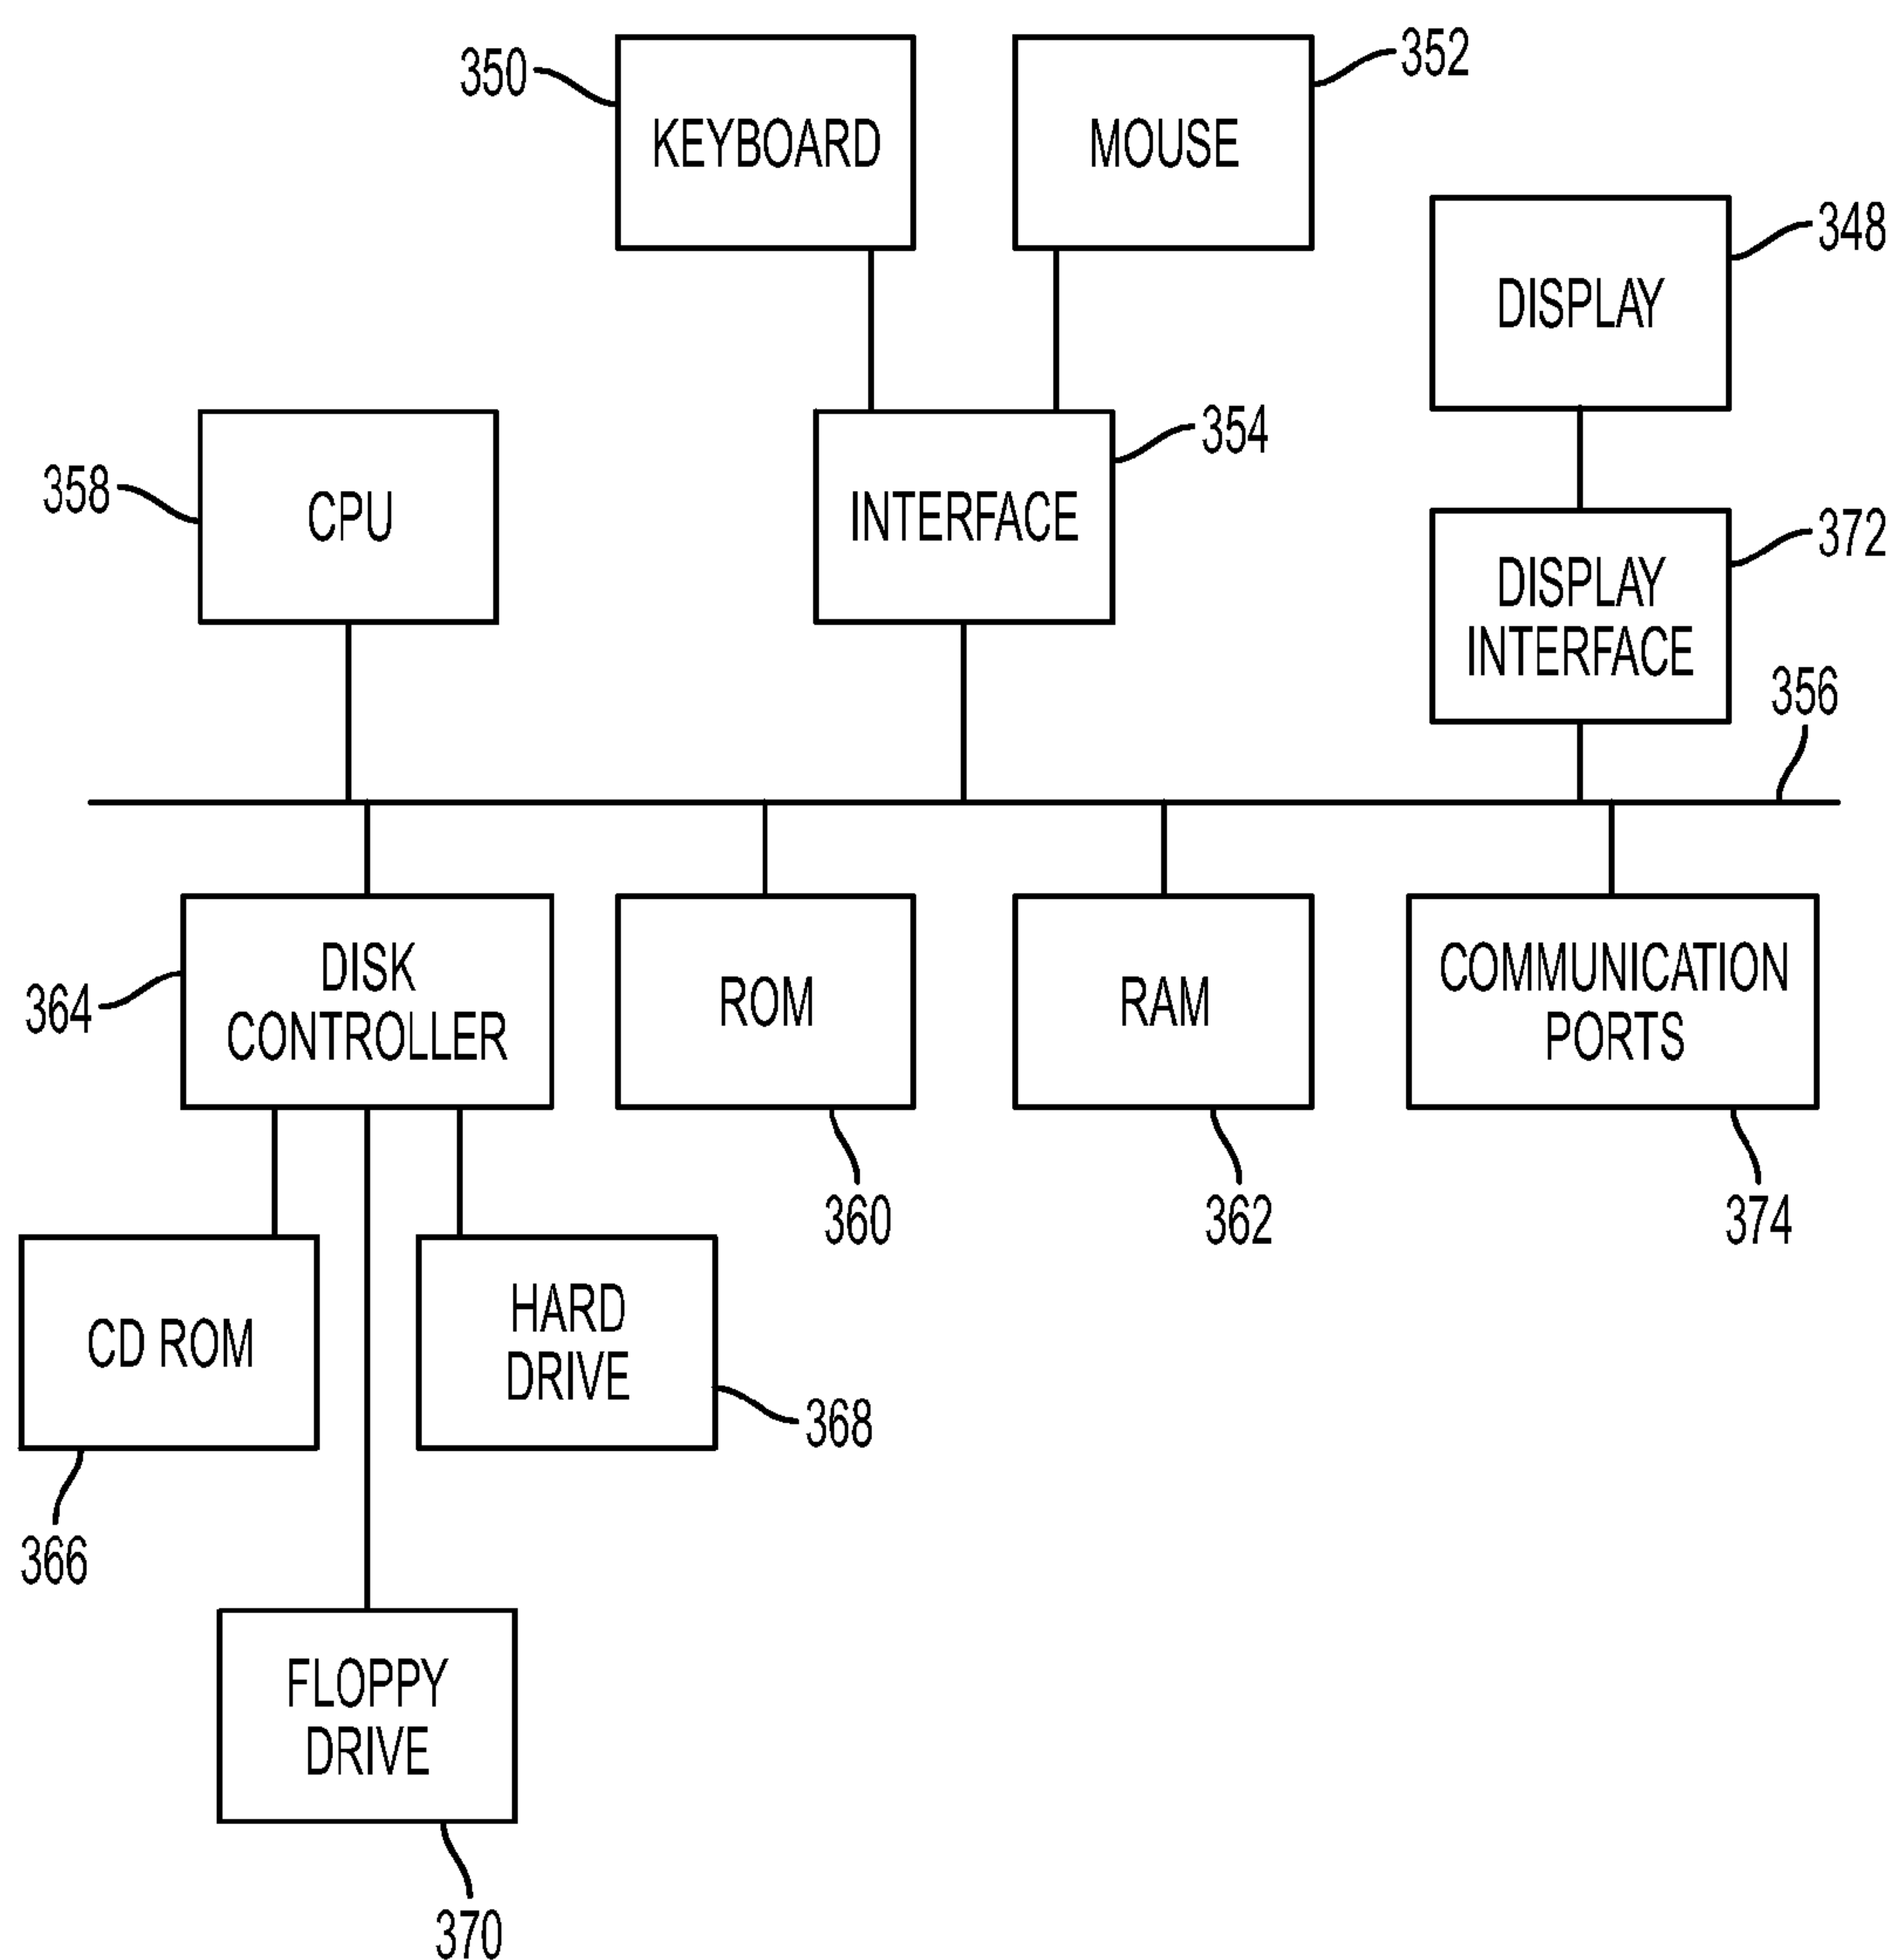 350
KEYBOARD
MOUSE
352
DISPLAY
348
358
CPU
INTERFACE
354
DISPLAY
INTERFACE
372
356
364
DISK
CONTROLLER
ROM
RAM
COMMUNICATION
PORTS
360
362
374
CD ROM
HARD
DRIVE
368
366
FLOPPY
DRIVE
370